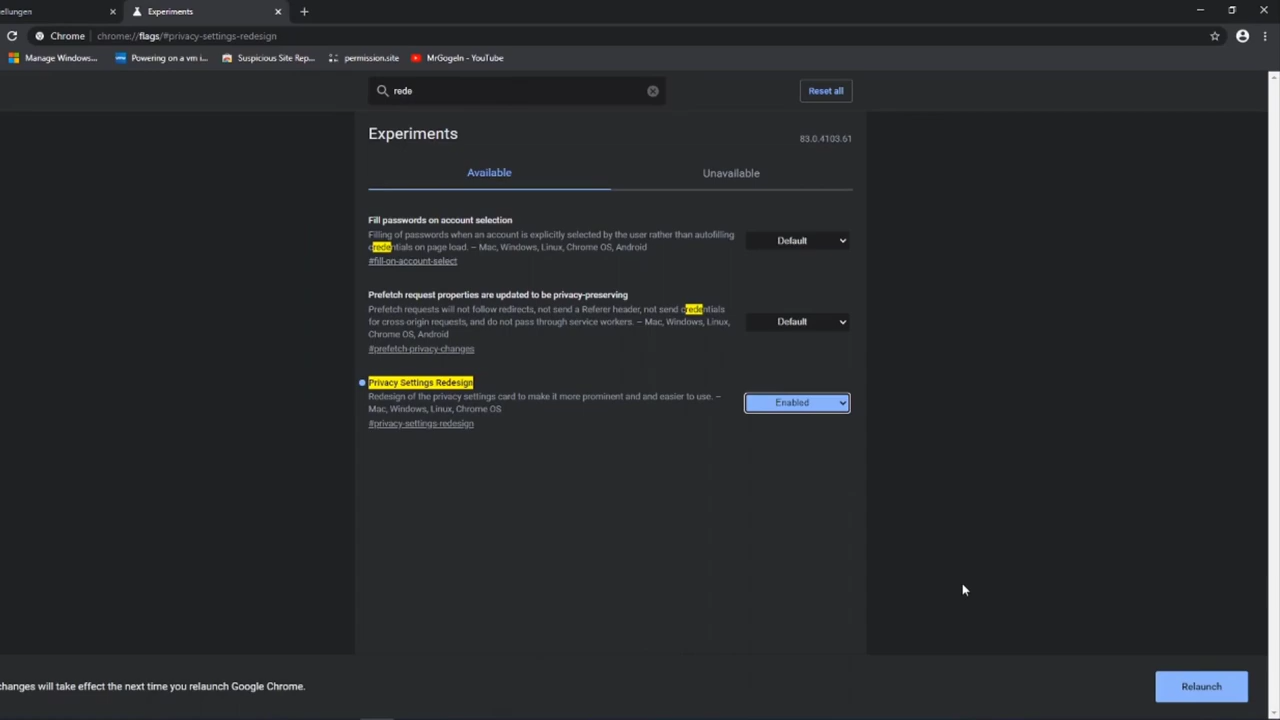 ellungen
Experiments
Chrome chrome://flags/#privacy-settings-redesign
Manage Windows... Powering on a vm i... Suspicious Site Rep... permission.site MrGogeln - YouTube
rede
Reset all
Experiments
83.0.4103.61
Available
Unavailable
Fill passwords on account selection
Filling of passwords when an account is explicitly selected by the user rather than autofilling
credentials on page load. – Mac, Windows, Linux, Chrome OS, Android
#fill-on-account-select
Default
Prefetch request properties are updated to be privacy-preserving
Prefetch requests will not follow redirects, not send a Referer header, not send credentials
for cross-origin requests, and do not pass through service workers. – Mac, Windows, Linux,
Chrome OS, Android
#prefetch-privacy-changes
Default
Privacy Settings Redesign
Redesign of the privacy settings card to make it more prominent and and easier to use. –
Mac, Windows, Linux, Chrome OS
#privacy-settings-redesign
Enabled
changes will take effect the next time you relaunch Google Chrome.
Relaunch